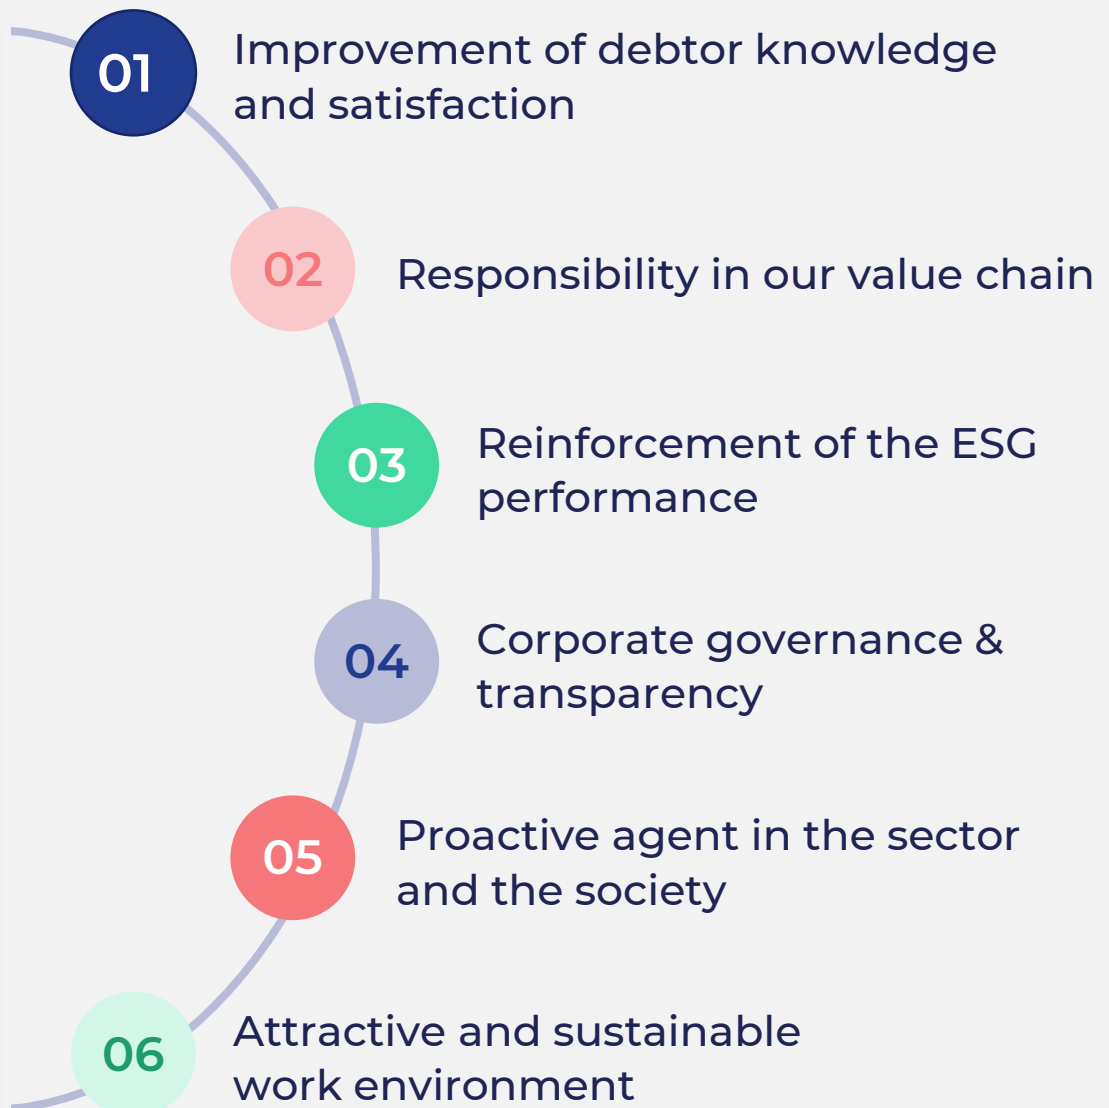 01
Improvement of debtor knowledge
and satisfaction
02
Responsibility in our value chain
03
Reinforcement of the ESG
performance
04
Corporate governance &
transparency
05
Proactive agent in the sector
and the society
06
Attractive and sustainable
work environment